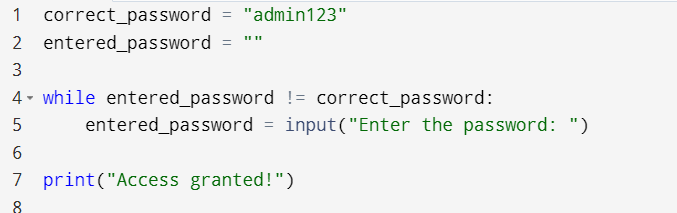 1 correct_password = "admin123"
2 entered_password = ""
3
4 while entered_password != correct_password:
5     entered_password = input("Enter the password: ")
6
7 print("Access granted!")
8